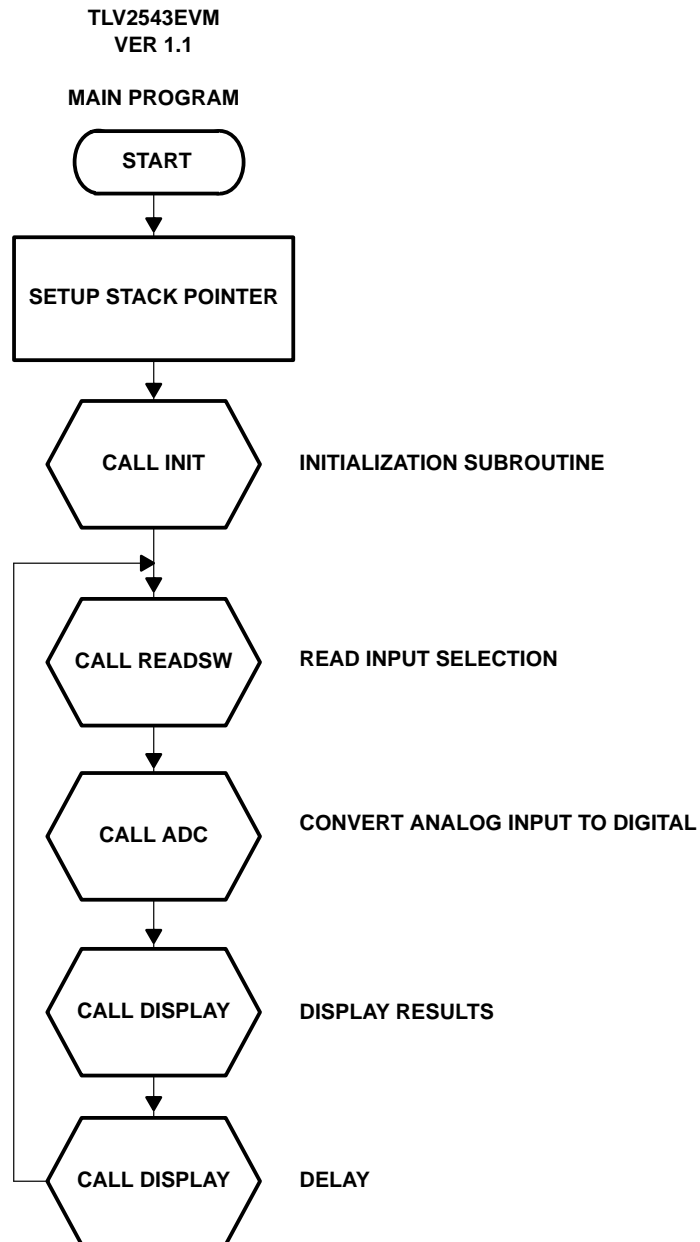 TLV2543EVM
VER 1.1
MAIN PROGRAM
START
SETUP STACK POINTER
CALL INIT
INITIALIZATION SUBROUTINE
CALL READSW
READ INPUT SELECTION
CALL ADC
CONVERT ANALOG INPUT TO DIGITAL
CALL DISPLAY
DISPLAY RESULTS
CALL DISPLAY
DELAY